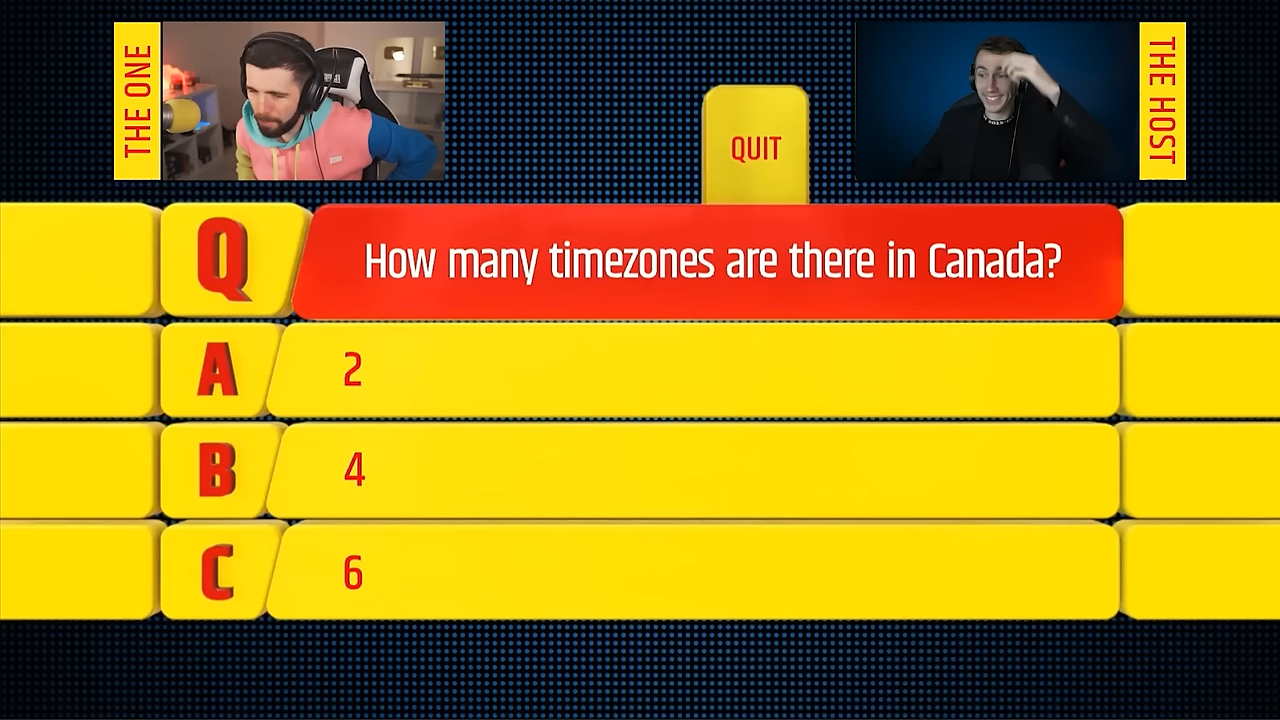 THE ONE
THE HOST
QUIT
Q
How many timezones are there in Canada?
A
2
B
4
C
6